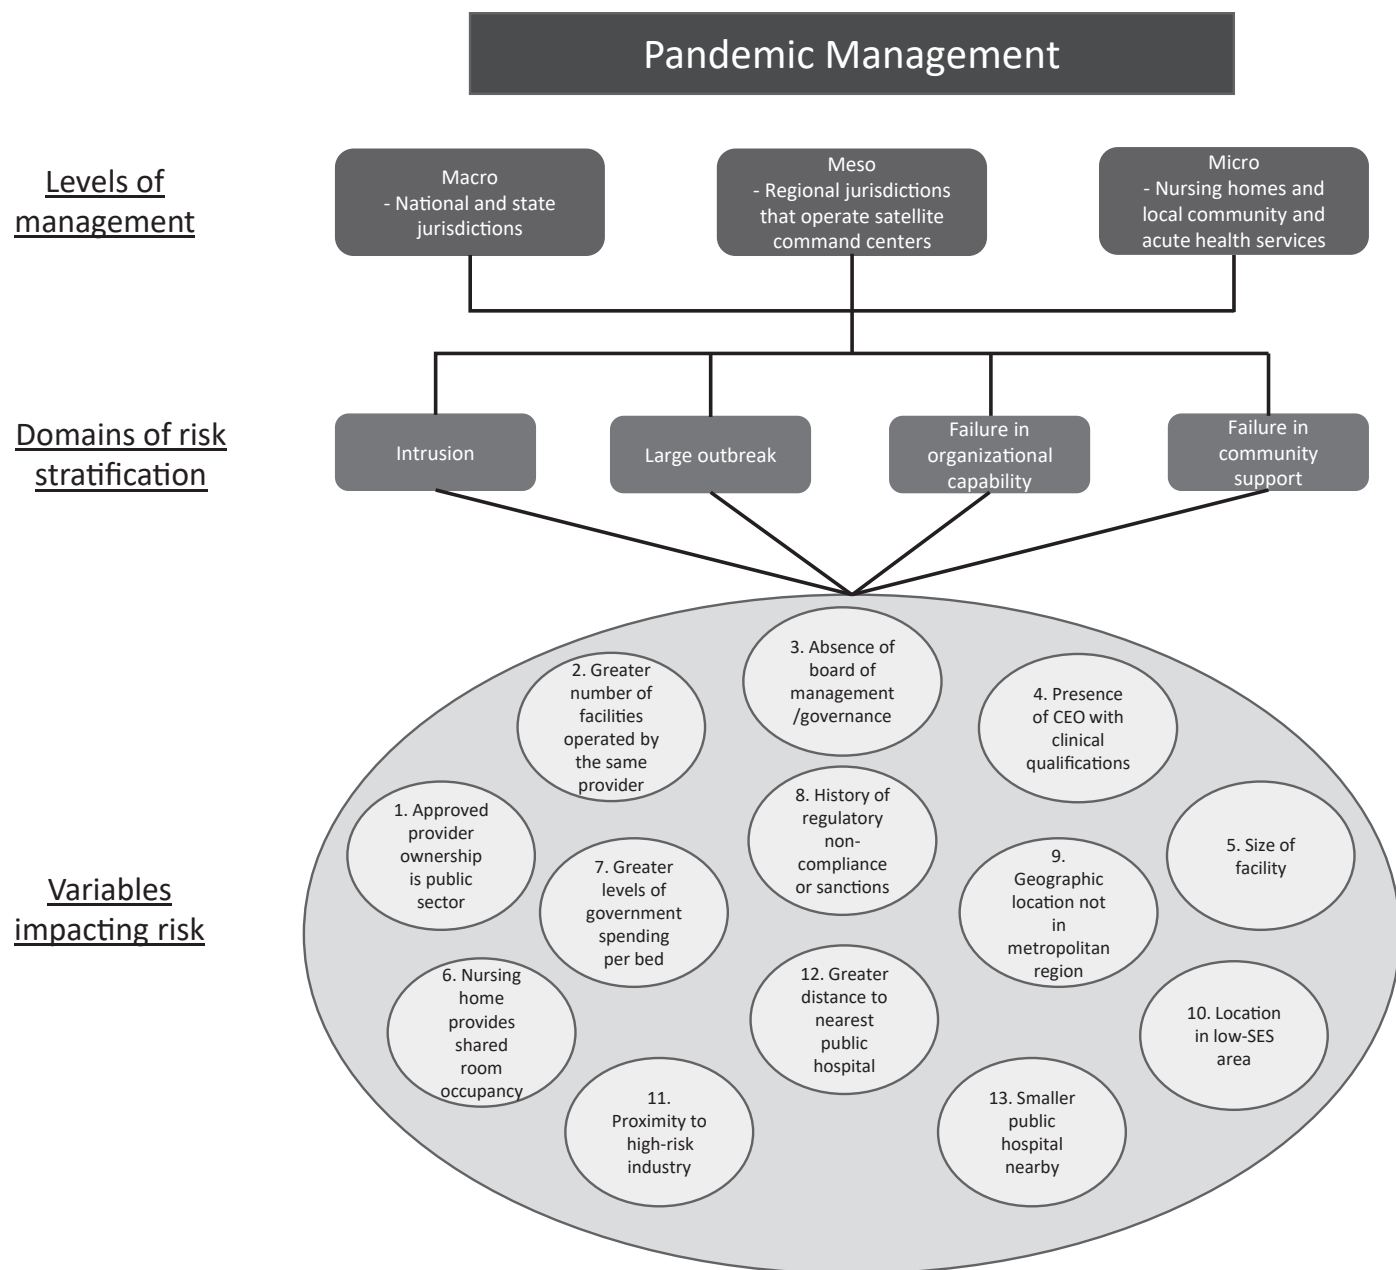 Pandemic Management
Levels of
management
Macro
- National and state
jurisdictions
Meso
- Regional jurisdictions
that operate satellite
command centers
Micro
- Nursing homes and
local community and
acute health services
Domains of risk
stratification
Intrusion
Large outbreak
Failure in
organizational
capability
Failure in
community
support
Variables
impacting risk
1. Approved
provider
ownership
is public
sector
2. Greater
number of
facilities
operated by
the same
provider
3. Absence of
board of
management
/governance
4. Presence
of CEO with
clinical
qualifications
5. Size of
facility
6. Nursing
home
provides
shared
room
occupancy
7. Greater
levels of
government
spending
per bed
8. History of
regulatory
non-
compliance
or sanctions
9.
Geographic
location not
in
metropolitan
region
10. Location
in low-SES
area
11.
Proximity to
high-risk
industry
12. Greater
distance to
nearest
public
hospital
13. Smaller
public
hospital
nearby